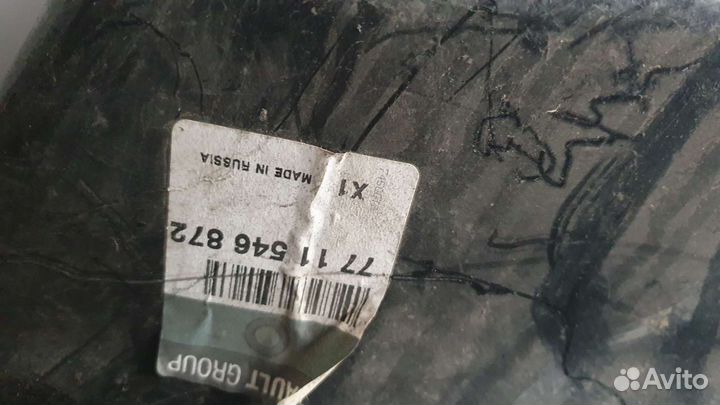 AULT GROUP
77 11 546 872
X1
MADE IN RUSSIA
Avito